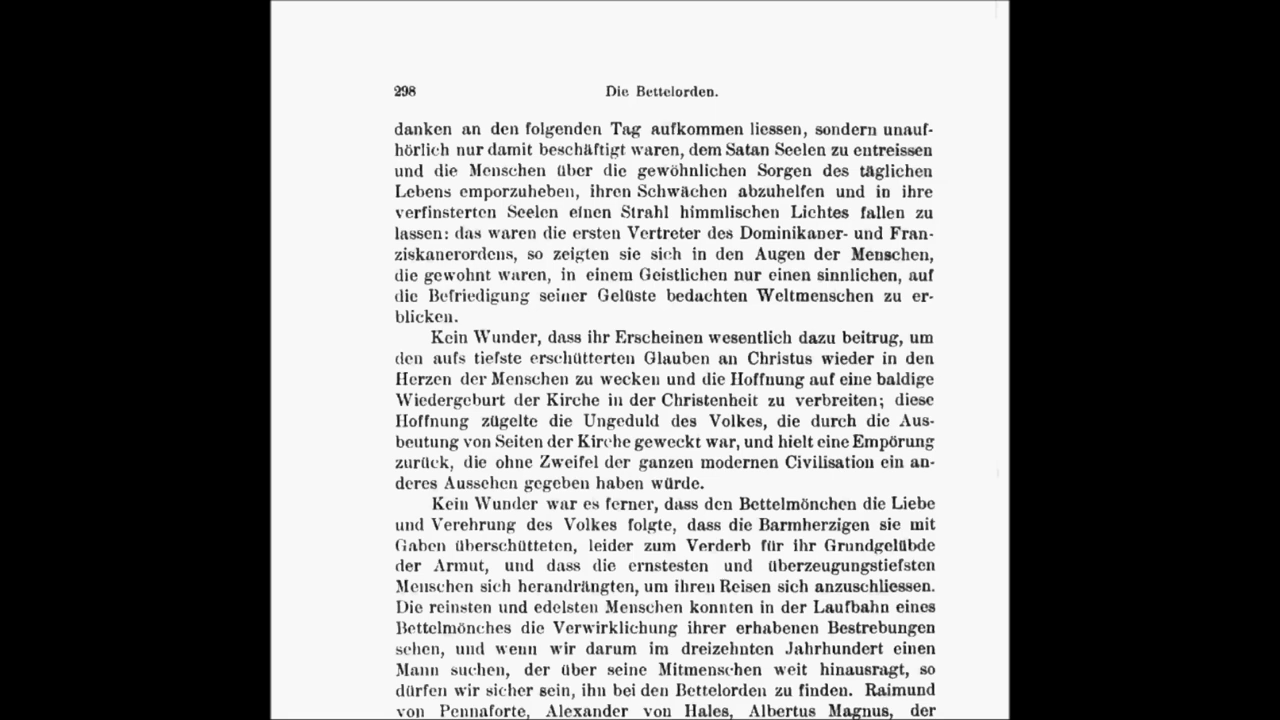 298
Die Bettelorden.
danken an den folgenden Tag aufkommen liessen, sondern unauf-
hörlich nur damit beschäftigt waren, dem Satan Seelen zu entreissen
und die Menschen über die gewöhnlichen Sorgen des täglichen
Lebens emporzuheben, ihren Schwächen abzuhelfen und in ihre
verfinsterten Seelen einen Strahl himmlischen Lichtes fallen zu
lassen: das waren die ersten Vertreter des Dominikaner- und Fran-
ziskanerordens, so zeigten sie sich in den Augen der Menschen,
die gewohnt waren, in einem Geistlichen nur einen sinnlichen, auf
die Befriedigung seiner Gelüste bedachten Weltmenschen zu er-
blicken.
Kein Wunder, dass ihr Erscheinen wesentlich dazu beitrug, um
den aufs tiefste erschütterten Glauben an Christus wieder in den
Herzen der Menschen zu wecken und die Hoffnung auf eine baldige
Wiedergeburt der Kirche in der Christenheit zu verbreiten; diese
Hoffnung zügelte die Ungeduld des Volkes, die durch die Aus-
beutung von Seiten der Kirche geweckt war, und hielt eine Empörung
zurück, die ohne Zweifel der ganzen modernen Civilisation ein an-
deres Aussehen gegeben haben würde.
Kein Wunder war es ferner, dass den Bettelmönchen die Liebe
und Verehrung des Volkes folgte, dass die Barmherzigen sie mit
Gaben überschütteten, leider zum Verderb für ihr Grundgelübde
der Armut, und dass die ernstesten und überzeugungstiefsten
Menschen sich herandrängten, um ihren Reisen sich anzuschliessen.
Die reinsten und edelsten Menschen konnten in der Laufbahn eines
Bettelmönches die Verwirklichung ihrer erhabenen Bestrebungen
sehen, und wenn wir darum im dreizehnten Jahrhundert einen
Mann suchen, der über seine Mitmenschen weit hinausragt, so
dürfen wir sicher sein, ihn bei den Bettelorden zu finden. Raimund
von Pennaforte, Alexander von Hales, Albertus Magnus, der